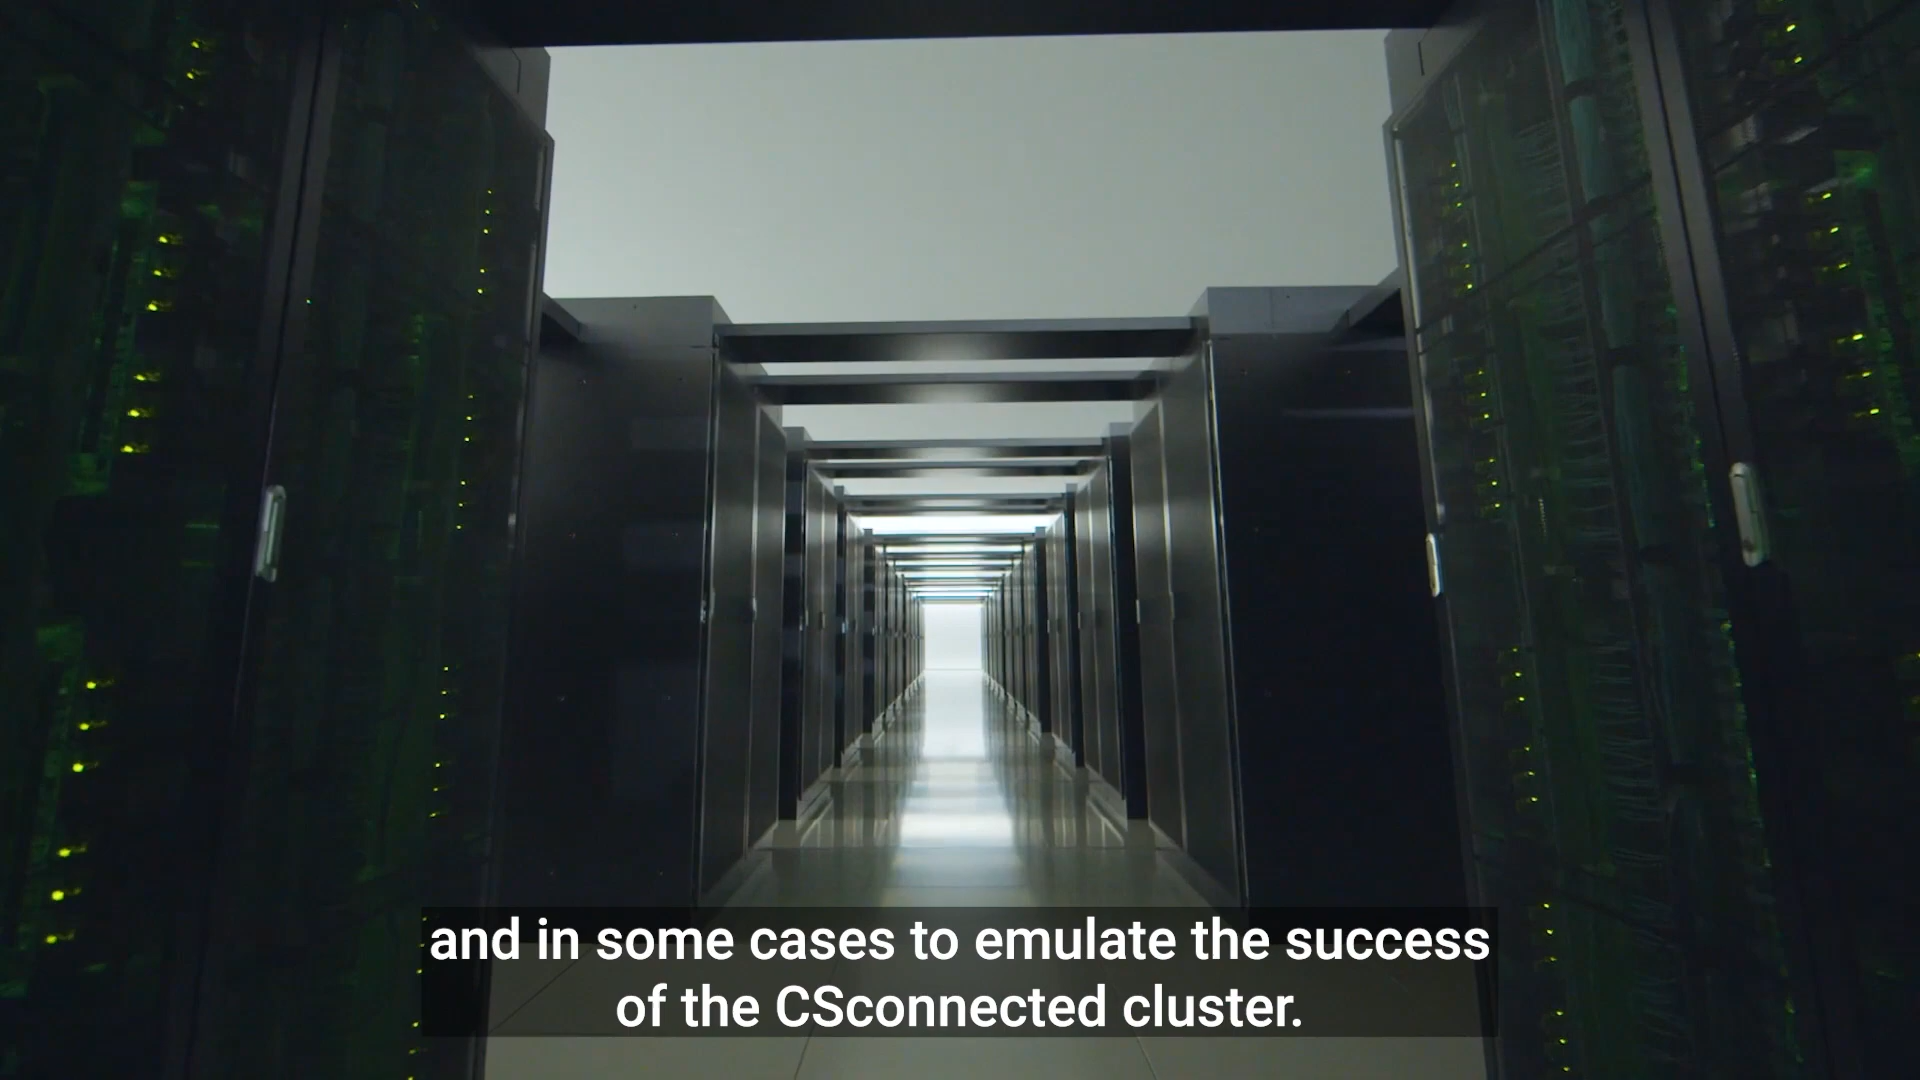 and in some cases to emulate the success
of the CSconnected cluster.